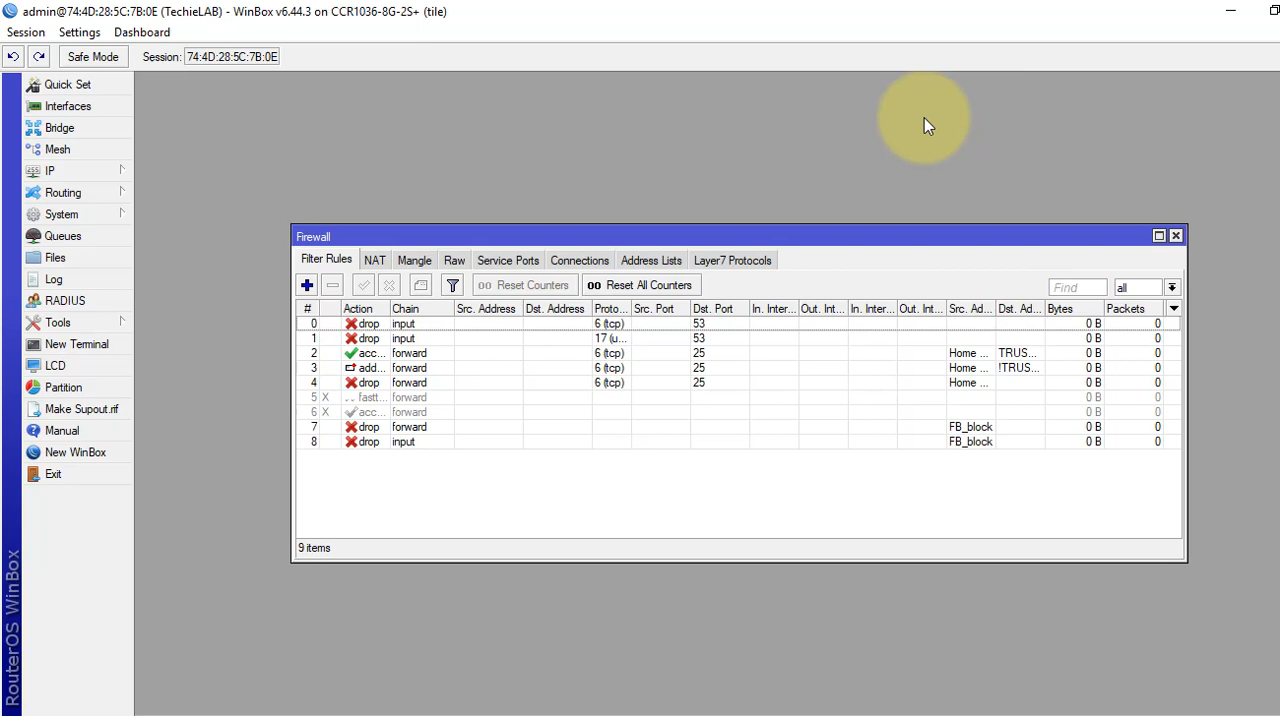 admin@74:4D:28:5C:7B:0E (TechieLAB) - WinBox v6.44.3 on CCR1036-8G-2S+ (tile)
Session Settings Dashboard
Safe Mode Session: 74:4D:28:5C:7B:0E
Quick Set
Interfaces
Bridge
Mesh
IP
Routing
System
Queues
Files
Log
RADIUS
Tools
New Terminal
LCD
Partition
Make Supout.rif
Manual
New WinBox
Exit
RouterOS WinBox
Firewall
Filter Rules NAT Mangle Raw Service Ports Connections Address Lists Layer7 Protocols
00 Reset Counters 00 Reset All Counters Find all
# Action Chain Src. Address Dst. Address Proto... Src. Port Dst. Port In. Inter... Out. Int... In. Inter... Out. Int... Src. Ad... Dst. Ad... Bytes Packets
0 drop input 6 (tcp) 53 0 B 0
1 drop input 17 (u... 53 0 B 0
2 acc... forward 6 (tcp) 25 Home ... TRUS... 0 B 0
3 add... forward 6 (tcp) 25 Home ... !TRUS... 0 B 0
4 drop forward 6 (tcp) 25 Home ... 0 B 0
5 X fastt... forward 0 B 0
6 X acc... forward 0 B 0
7 drop forward FB_block 0 B 0
8 drop input FB_block 0 B 0
9 items